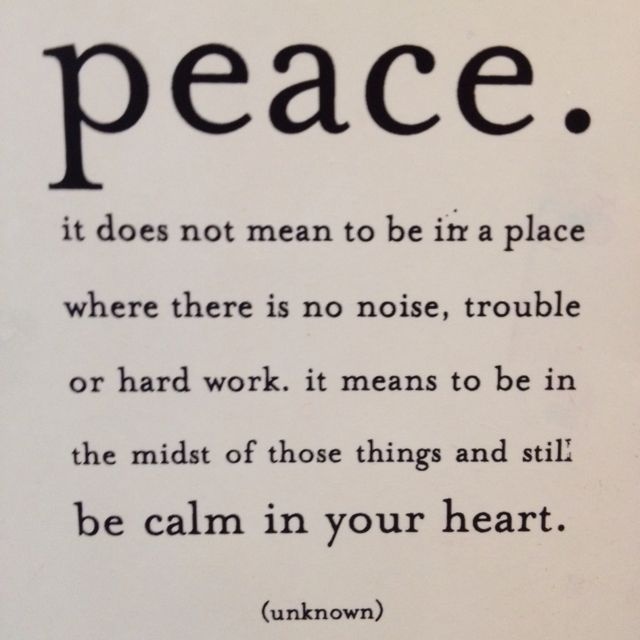 peace.
it does not mean to be in a place
where there is no noise, trouble
or hard work. it means to be in
the midst of those things and still
be calm in your heart.
(unknown)